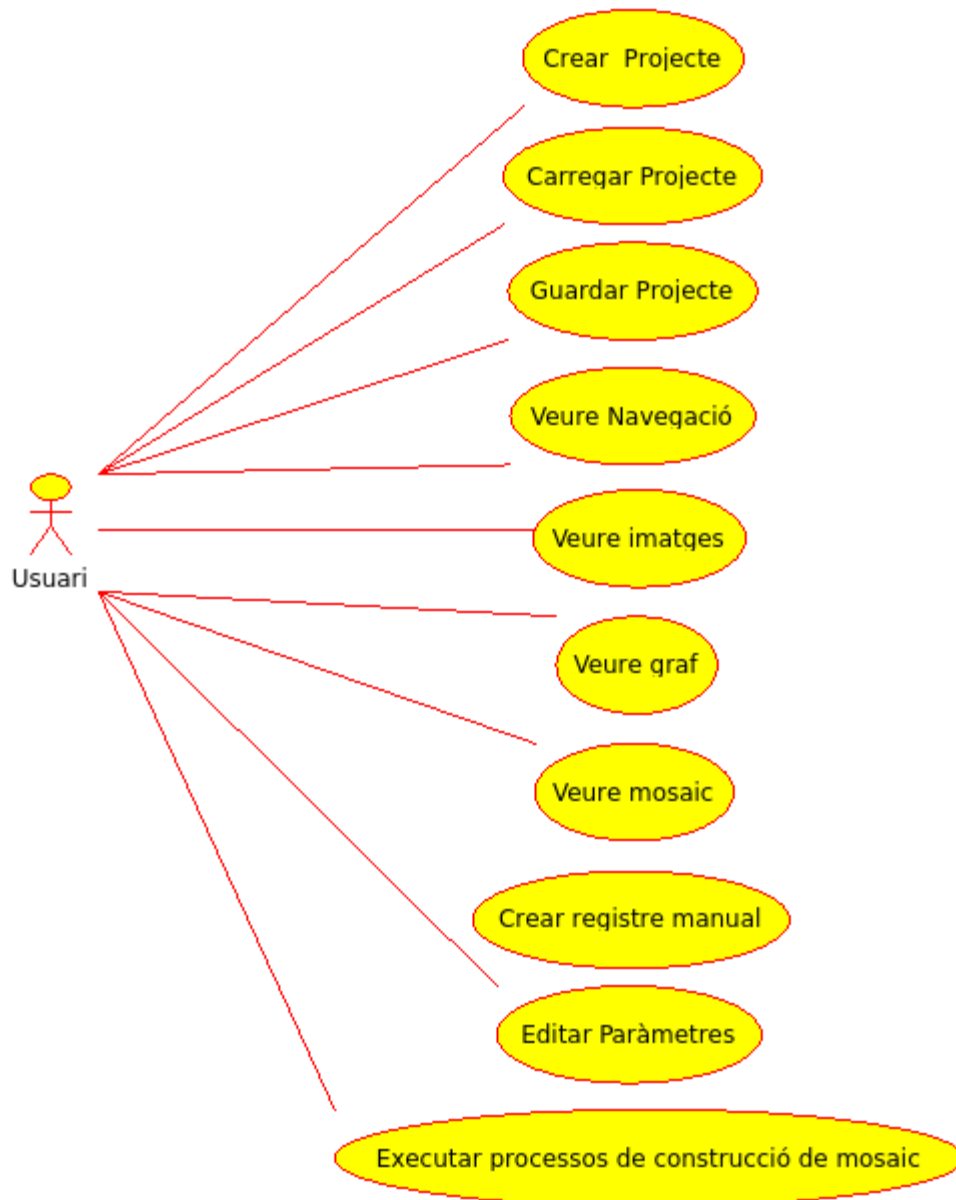 Crear  Projecte
Carregar Projecte
Guardar Projecte
Veure Navegació
Veure imatges
Usuari
Veure graf
Veure mosaic
Crear registre manual
Editar Paràmetres
Executar processos de construcció de mosaic